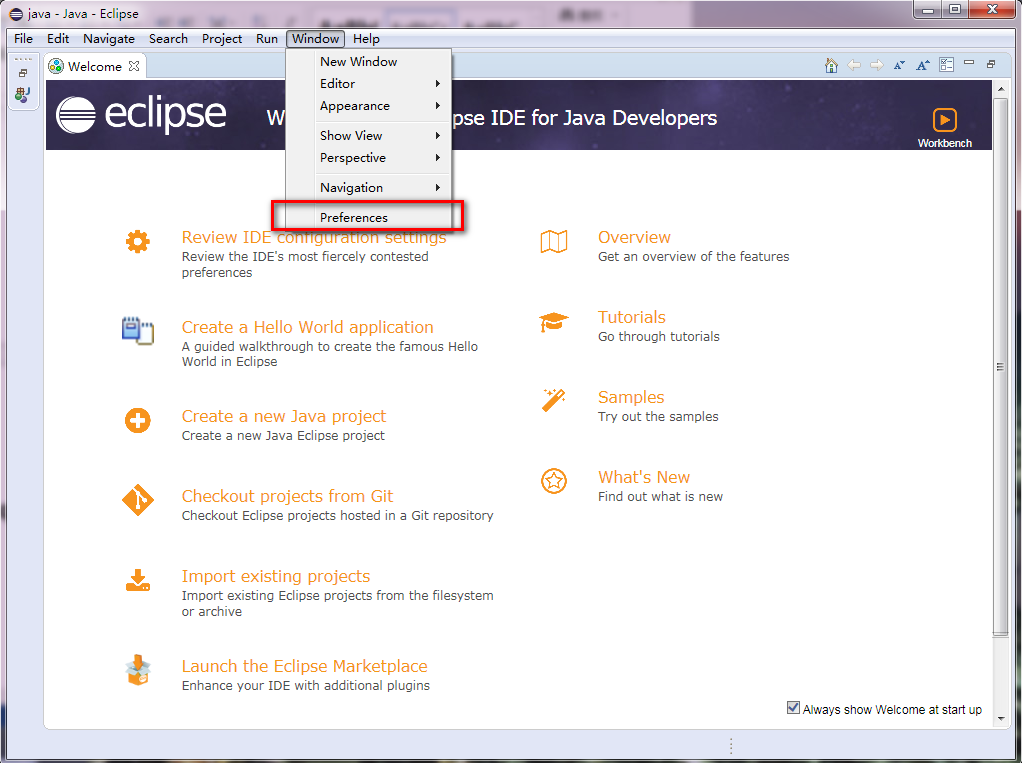 java - Java - Eclipse
File Edit Navigate Search Project Run Window Help
Welcome
New Window
Editor
Appearance
Show View
Perspective
Navigation
Preferences
eclipse
pse IDE for Java Developers
Workbench
Review IDE configuration settings
Review the IDE's most fiercely contested
preferences
Create a Hello World application
A guided walkthrough to create the famous Hello
World in Eclipse
Create a new Java project
Create a new Java Eclipse project
Checkout projects from Git
Checkout Eclipse projects hosted in a Git repository
Import existing projects
Import existing Eclipse projects from the filesystem
or archive
Launch the Eclipse Marketplace
Enhance your IDE with additional plugins
Overview
Get an overview of the features
Tutorials
Go through tutorials
Samples
Try out the samples
What's New
Find out what is new
Always show Welcome at start up